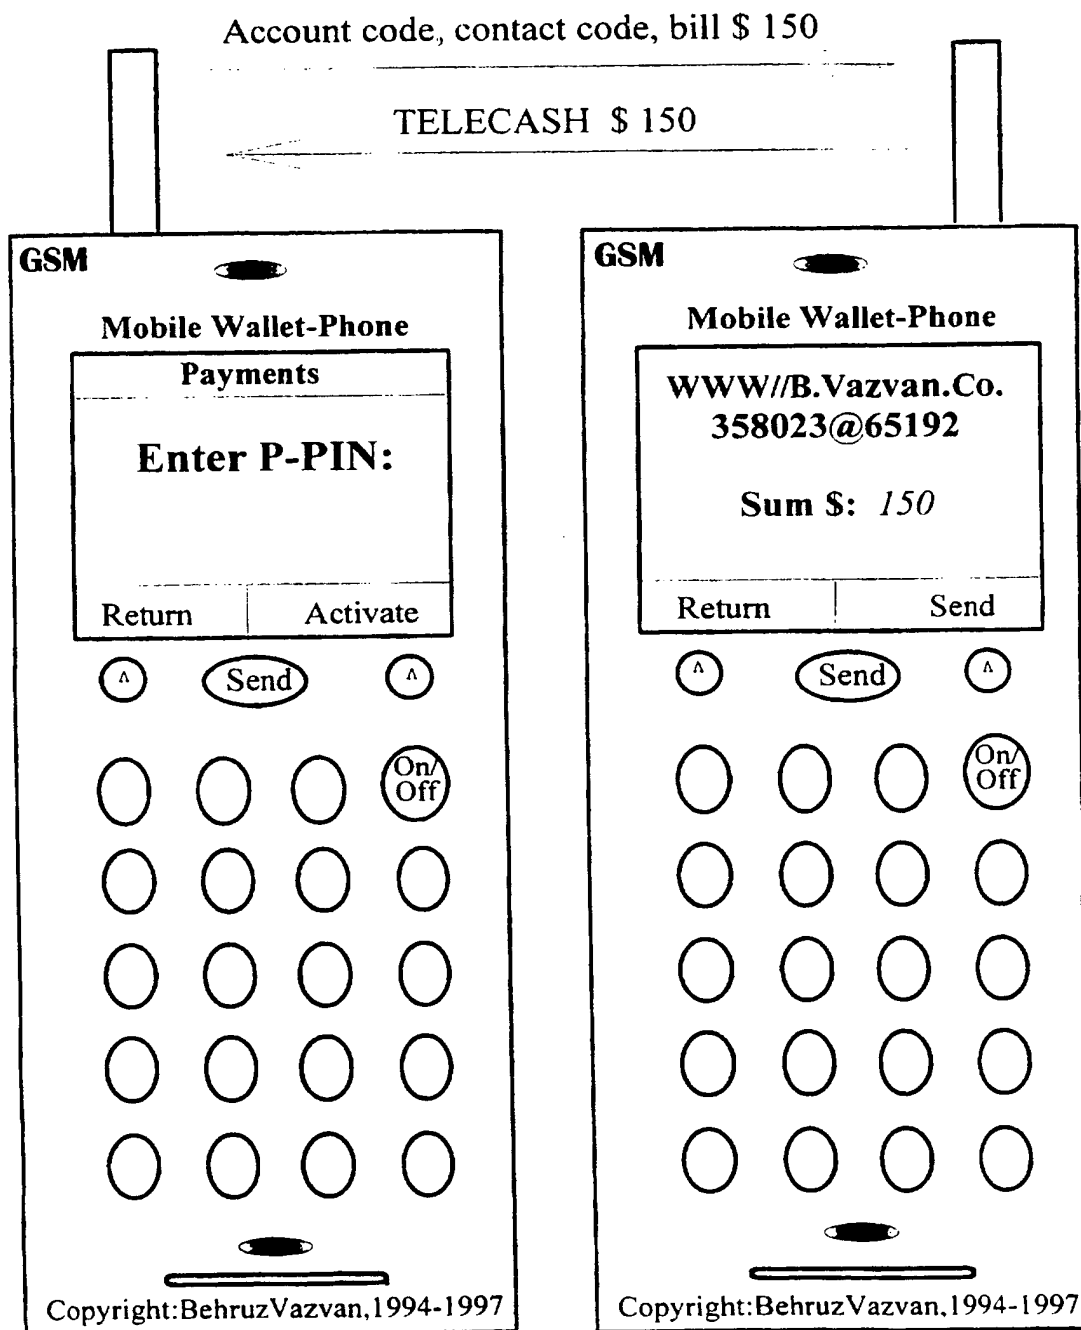 Account code, contact code, bill $ 150
TELECASH $ 150
GSM
Mobile Wallet-Phone
Payments
Enter P-PIN:
Return Activate
^ Send ^
On/
Off
Copyright:BehruzVazvan,1994-1997
GSM
Mobile Wallet-Phone
WWW//B.Vazvan.Co.
358023@65192
Sum $: 150
Return Send
^ Send ^
On/
Off
Copyright:BehruzVazvan,1994-1997